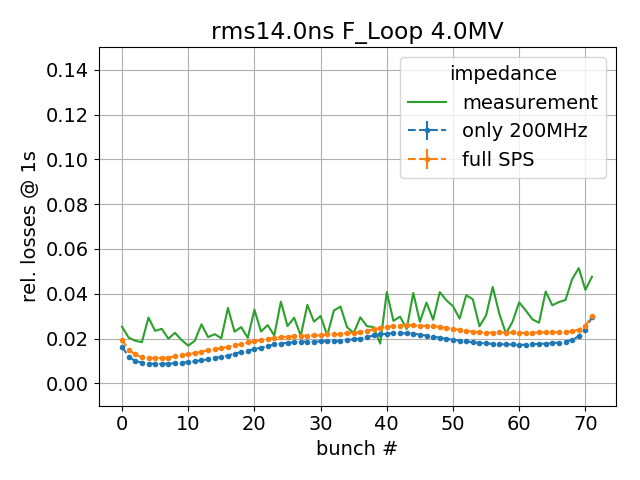 rms14.0ns F_Loop 4.0MV
impedance
measurement
only 200MHz
full SPS
0.14
0.12
0.10
0.08
0.06
0.04
0.02
0.00
rel. losses @ 1s
0 10 20 30 40 50 60 70
bunch #